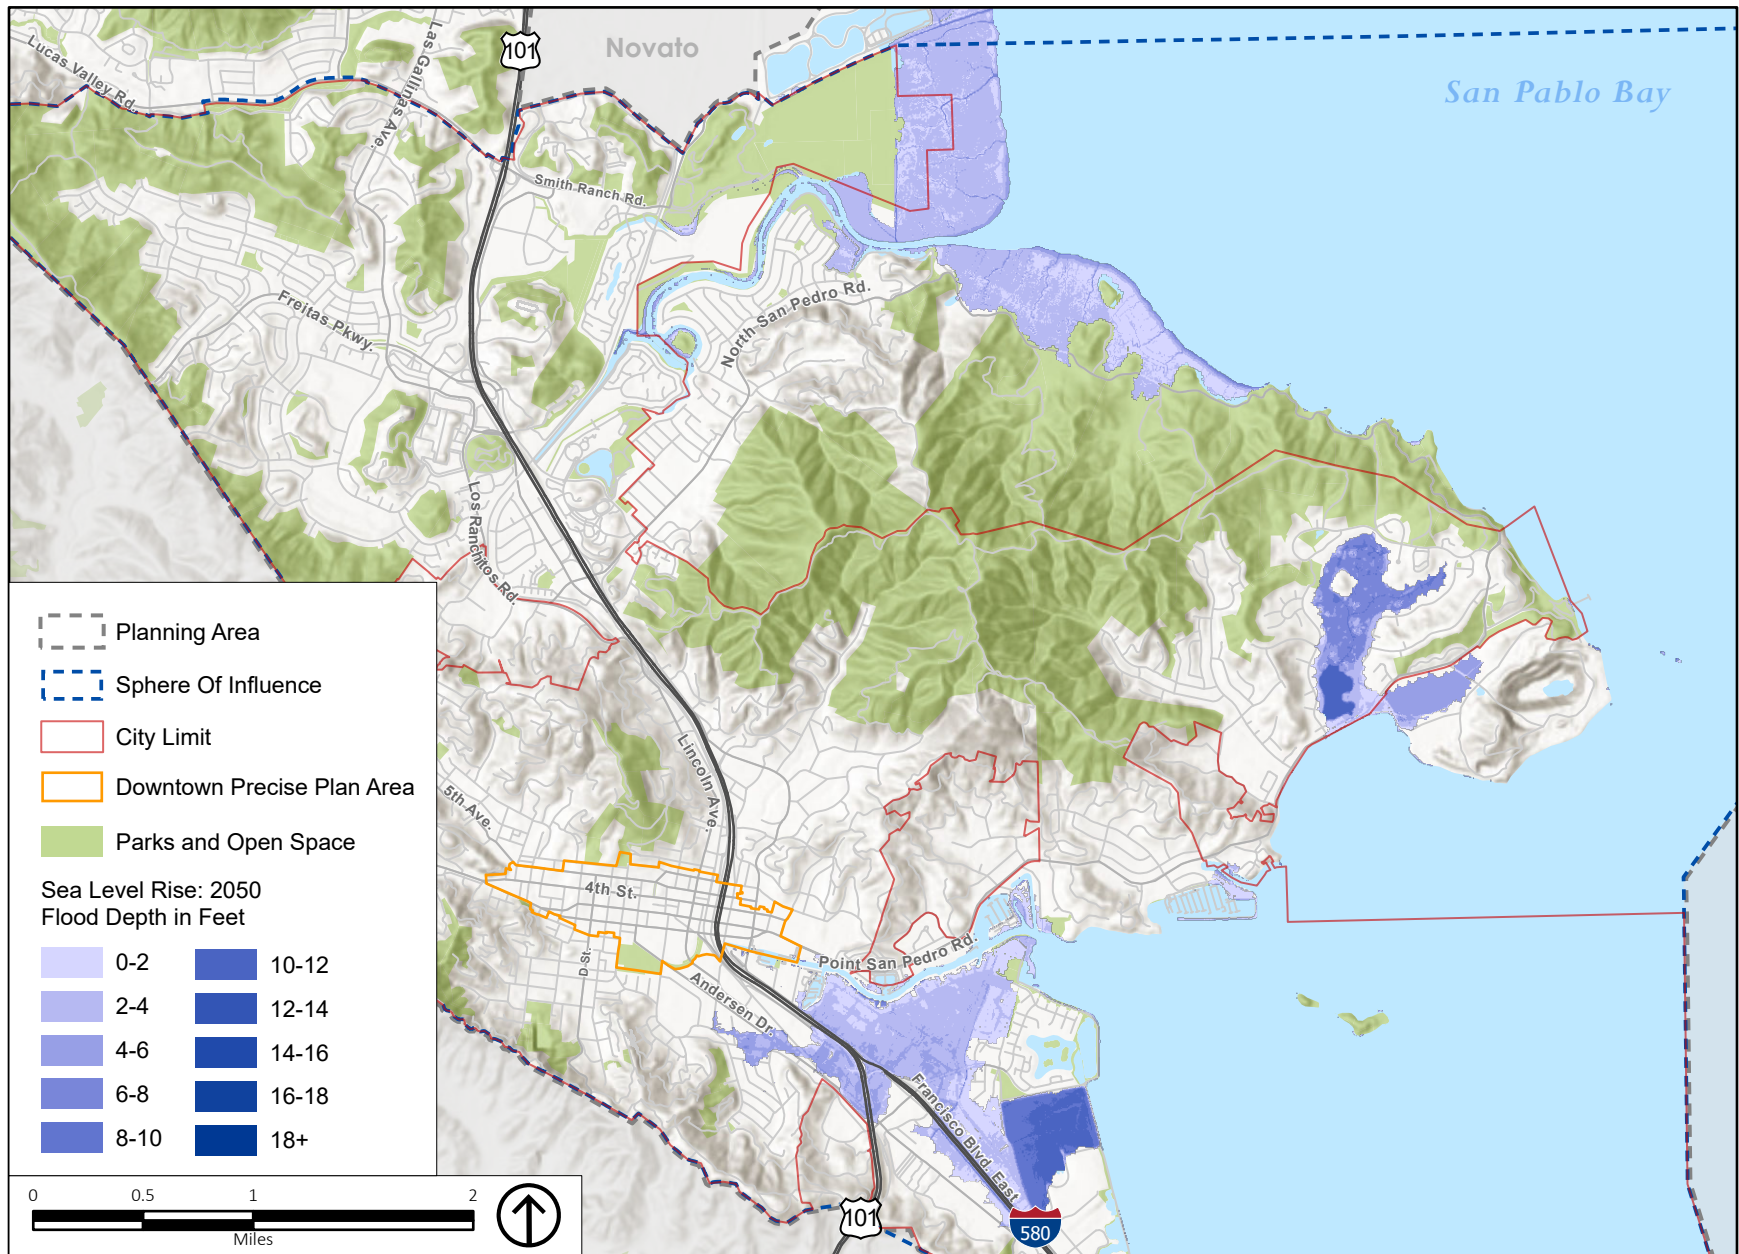 101
Novato
San Pablo Bay
Lucas Valley Rd.
Las Gallinas Ave.
Smith Ranch Rd.
North San Pedro Rd.
Freitas Pkwy.
Los Ranchitos Rd.
Lincoln Ave.
5th Ave.
4th St.
D St.
Point San Pedro Rd.
Andersen Dr.
Francisco Blvd. East
101
580
Planning Area
Sphere Of Influence
City Limit
Downtown Precise Plan Area
Parks and Open Space
Sea Level Rise: 2050
Flood Depth in Feet
0-2
2-4
4-6
6-8
8-10
10-12
12-14
14-16
16-18
18+
0 0.5 1 2
Miles